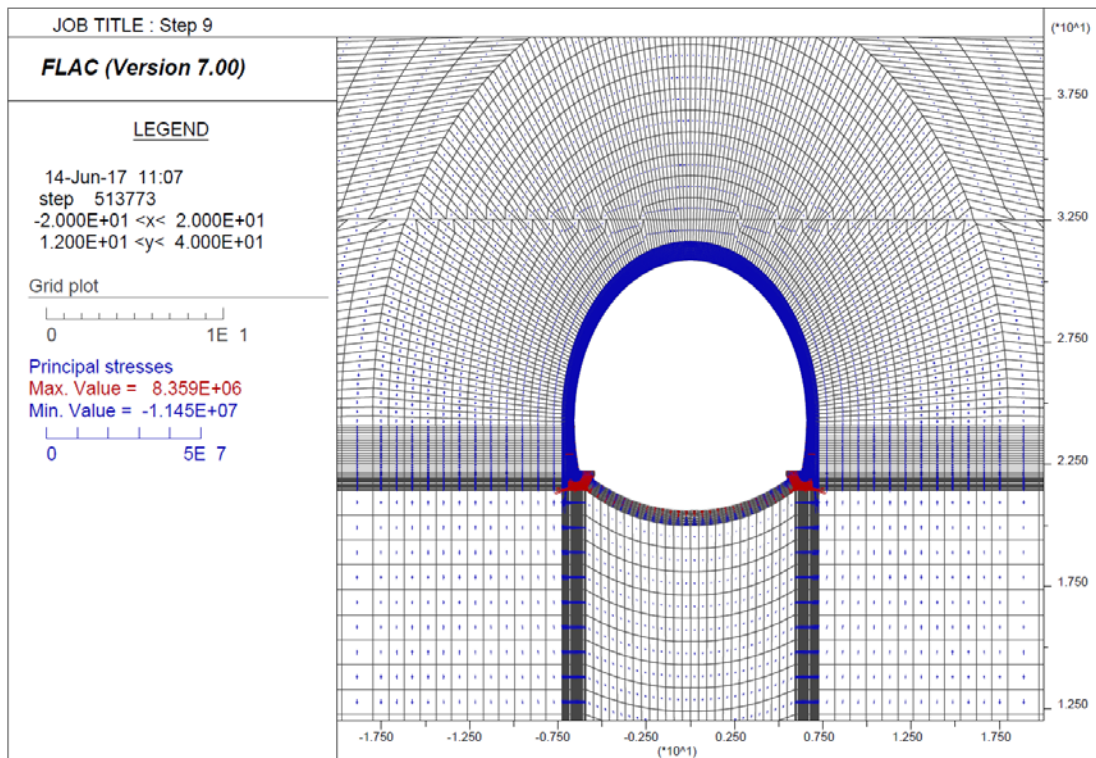 JOB TITLE : Step 9
FLAC (Version 7.00)
LEGEND
14-Jun-17 11:07
step 513773
-2.000E+01 <x< 2.000E+01
1.200E+01 <y< 4.000E+01
Grid plot
0 1E 1
Principal stresses
Max. Value = 8.359E+06
Min. Value = -1.145E+07
0 5E 7
(*10^1)
3.750
3.250
2.750
2.250
1.750
1.250
-1.750 -1.250 -0.750 -0.250 0.250 0.750 1.250 1.750
(*10^1)